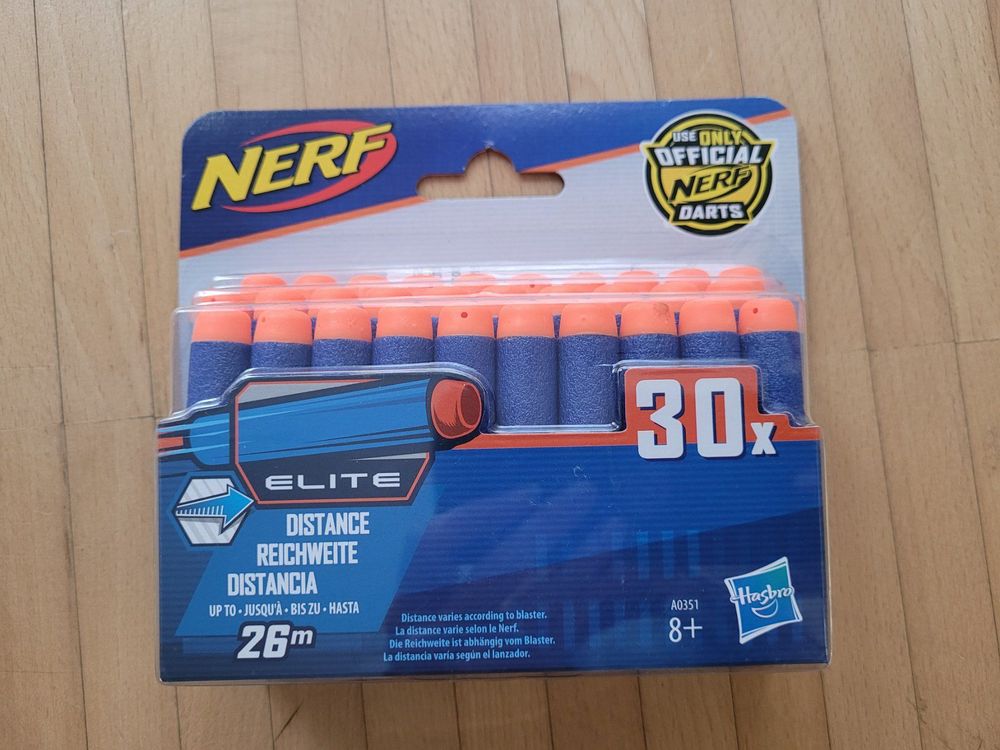 NERF
USE ONLY
OFFICIAL
NERF
DARTS
30x
ELITE
DISTANCE
REICHWEITE
DISTANCIA
UP TO • JUSQU'À • BIS ZU • HASTA
26m
Distance varies according to blaster.
La distance varie selon le Nerf.
Die Reichweite ist abhängig vom Blaster.
La distancia varía según el lanzador.
A0351
8+
Hasbro